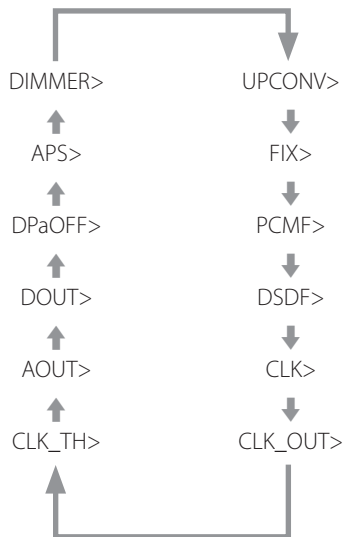 DIMMER> UPCONV>
APS> FIX>
DPaOFF> PCMF>
DOUT> DSDF>
AOUT> CLK>
CLK_TH> CLK_OUT>